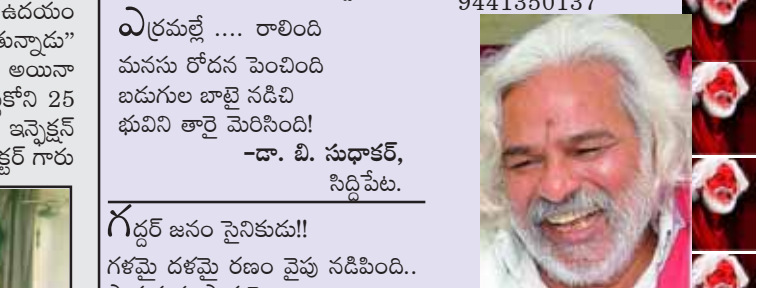 ఉదయం
తున్నాడు”
అయినా
కోని 25
ఇన్ఫెక్షన్
క్టర్ గారు
ఎర్రమల్లే .... రాలింది
మనసు రోదన పెంచింది
బడుగుల బాటై నడిచి
భువిని తారై మెరిసింది!
-డా. బి. సుధాకర్,
సిద్దిపేట.
గద్దర్ జనం సైనికుడు!!
గళమై దళమై రణం వైపు నడిపింది..
9441350137